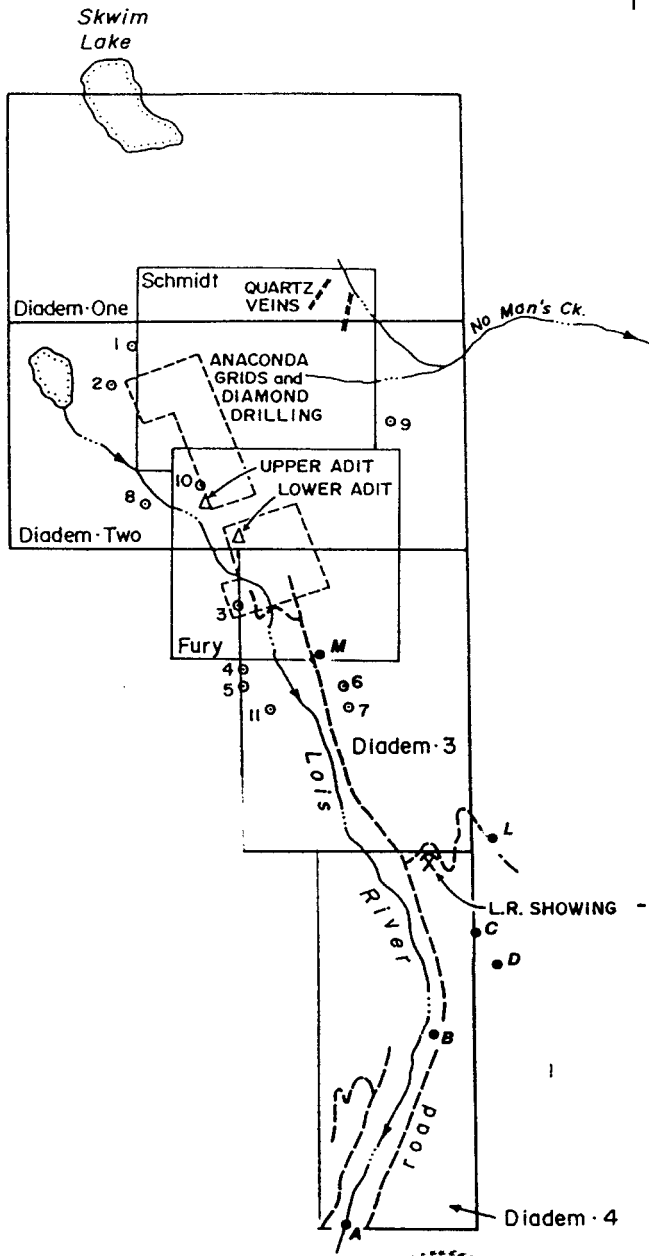 Skwim
Lake
Schmidt
QUARTZ
VEINS
Diadem·One
No Man's Ck.
1
ANACONDA
GRIDS and
DIAMOND
DRILLING
2
9
UPPER ADIT
10
LOWER ADIT
8
Diadem·Two
3
Fury
M
4
5
6
7
11
Diadem·3
Lois
River
L
L.R. SHOWING
C
D
B
road
A
Diadem·4